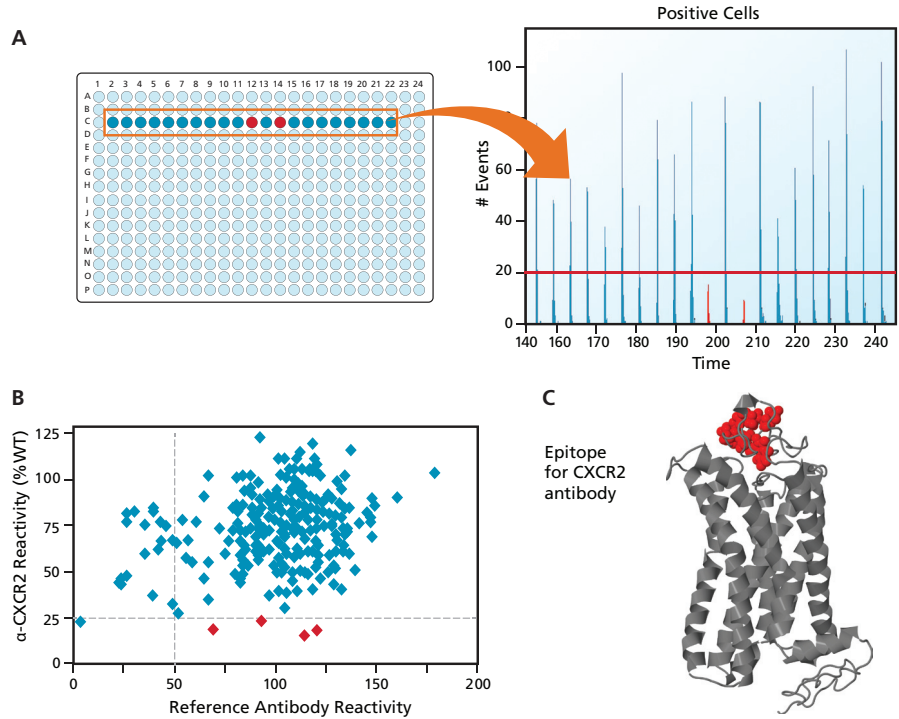 A
1 2 3 4 5 6 7 8 9 10 11 12 13 14 15 16 17 18 19 20 21 22 23 24
A
B
C
D
E
F
G
H
I
J
K
L
M
N
O
P
Positive Cells
# Events
100
60
40
20
0
140 160 170 180 190 200 210 220 230 240
Time
B
α-CXCR2 Reactivity (%WT)
125
100
75
50
25
0
0 50 100 150 200
Reference Antibody Reactivity
C
Epitope
for CXCR2
antibody